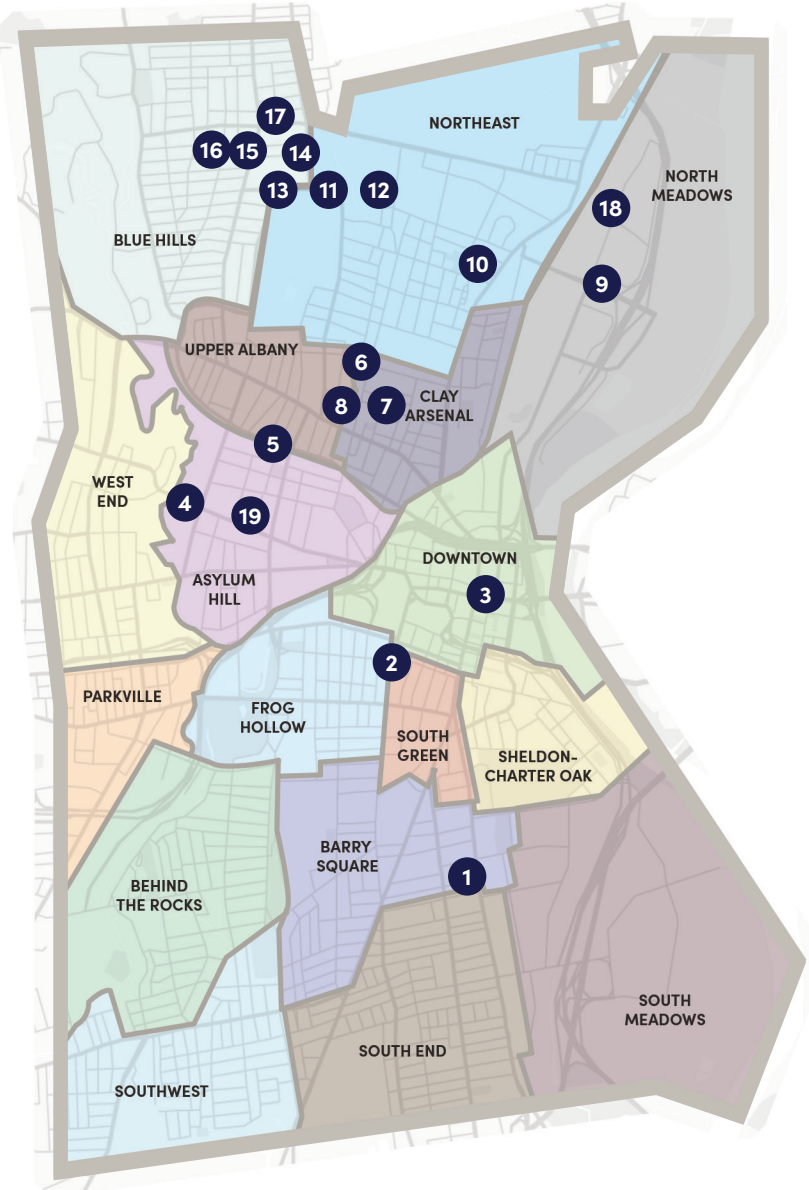 17
NORTHEAST
16
15
14
NORTH
MEADOWS
13
11
12
18
BLUE HILLS
10
9
UPPER ALBANY
6
8
7
CLAY
ARSENAL
5
WEST
END
4
19
DOWNTOWN
ASYLUM
HILL
3
2
PARKVILLE
FROG
HOLLOW
SOUTH
GREEN
SHELDON-
CHARTER OAK
BARRY
SQUARE
1
BEHIND
THE ROCKS
SOUTH
MEADOWS
SOUTH END
SOUTHWEST